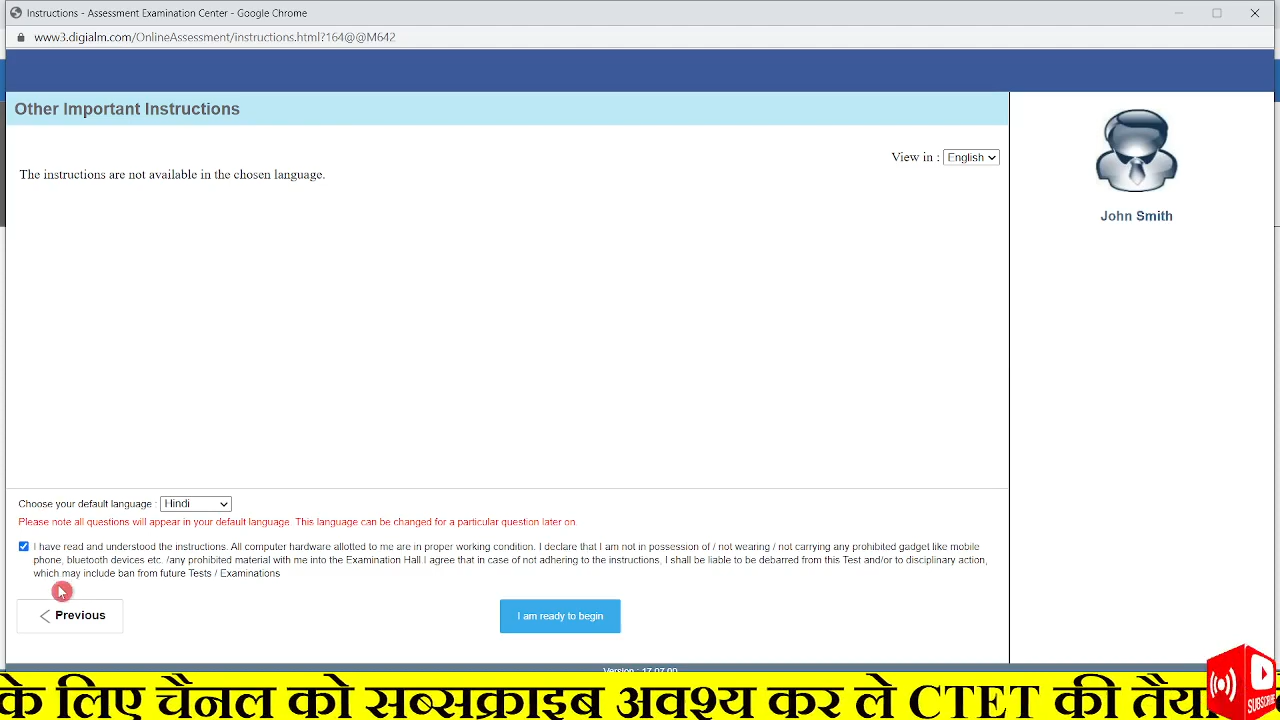 Instructions - Assessment Examination Center - Google Chrome
www3.digialm.com/OnlineAssessment/instructions.html?164@@M642
Other Important Instructions
View in : English
The instructions are not available in the chosen language.
John Smith
Choose your default language : Hindi
Please note all questions will appear in your default language. This language can be changed for a particular question later on.
I have read and understood the instructions. All computer hardware allotted to me are in proper working condition. I declare that I am not in possession of / not wearing / not carrying any prohibited gadget like mobile
phone, bluetooth devices etc. /any prohibited material with me into the Examination Hall I agree that in case of not adhering to the instructions, I shall be liable to be debarred from this Test and/or to disciplinary action,
which may include ban from future Tests / Examinations
Previous
I am ready to begin
Version : 17.07.00
के लिए चैनल को सब्सक्राइब अवश्य कर ले CTET की तैया
SUBSCRIBE